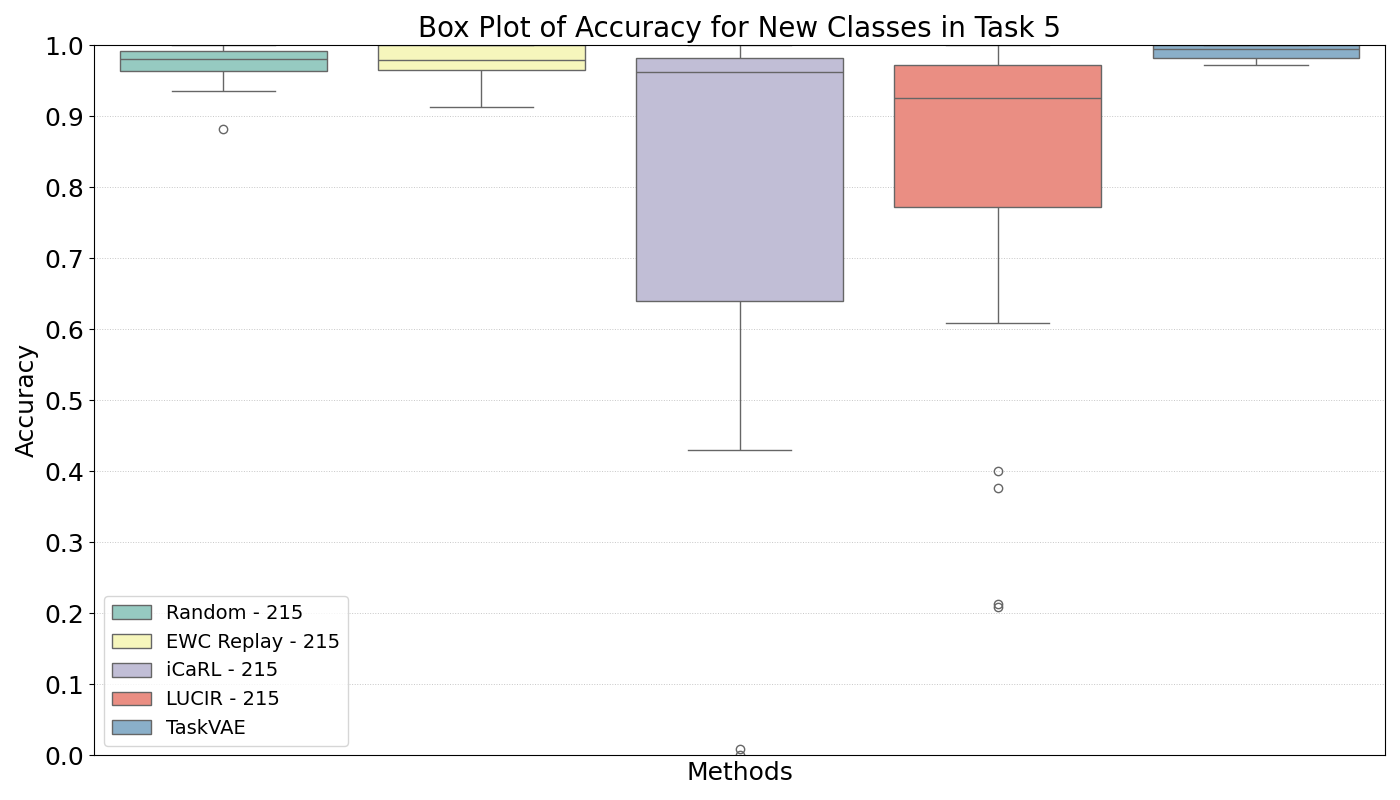 Box Plot of Accuracy for New Classes in Task 5
1.0
0.9
0.8
0.7
0.6
0.5
0.4
0.3
0.2
0.1
0.0
Accuracy
Random - 215
EWC Replay - 215
iCaRL - 215
LUCIR - 215
TaskVAE
Methods